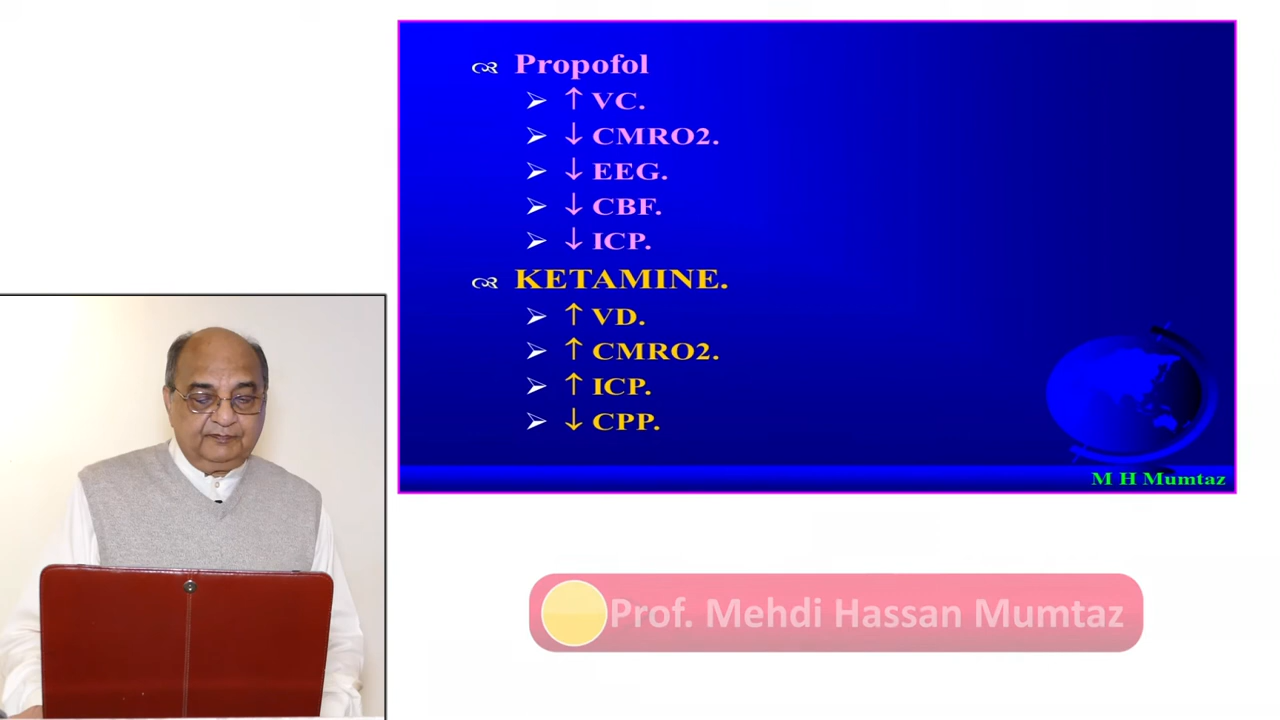 Propofol
↑ VC.
↓ CMRO2.
↓ EEG.
↓ CBF.
↓ ICP.
KETAMINE.
↑ VD.
↑ CMRO2.
↑ ICP.
↓ CPP.
M H Mumtaz
Prof. Mehdi Hassan Mumtaz